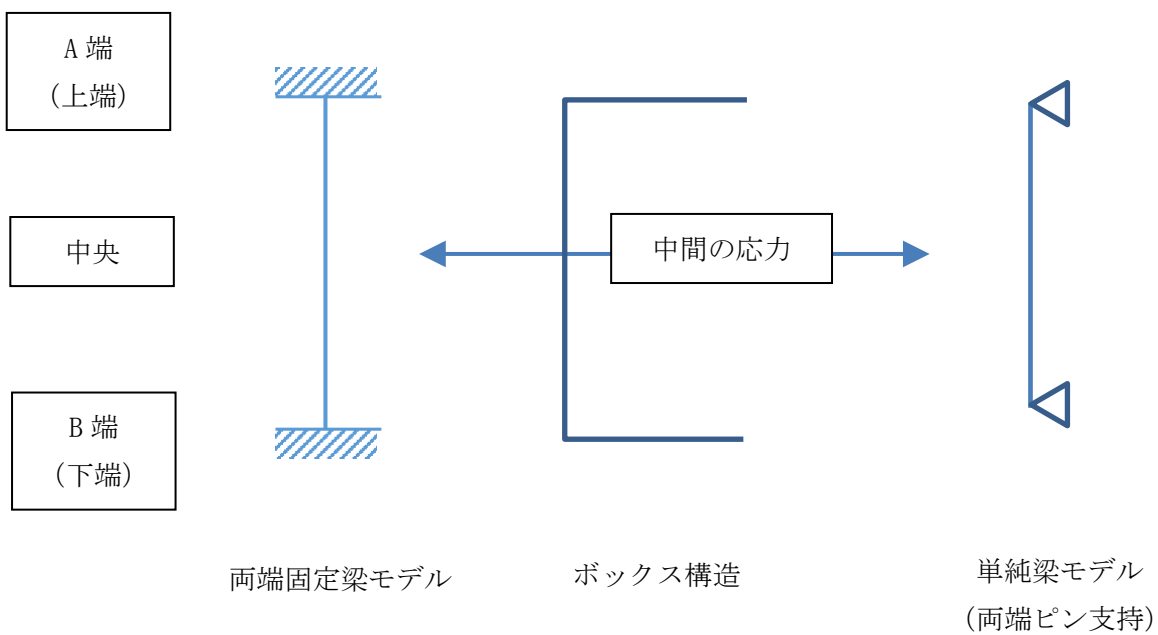 A 端
(上端)
中央
中間の応力
B 端
(下端)
両端固定梁モデル
ボックス構造
単純梁モデル
(両端ピン支持)